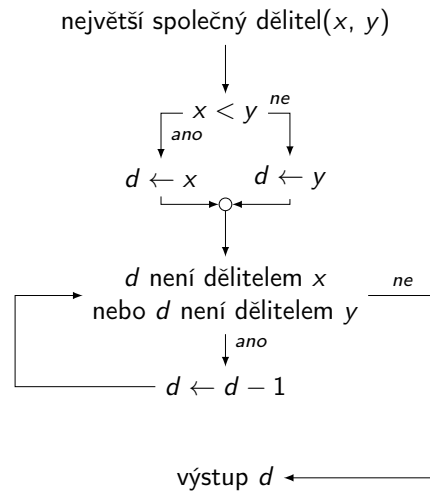 největší společný dělitel(x, y)
x < y
ne
ano
d ← x
d ← y
d není dělitelem x
nebo d není dělitelem y
ne
ano
d ← d − 1
výstup d